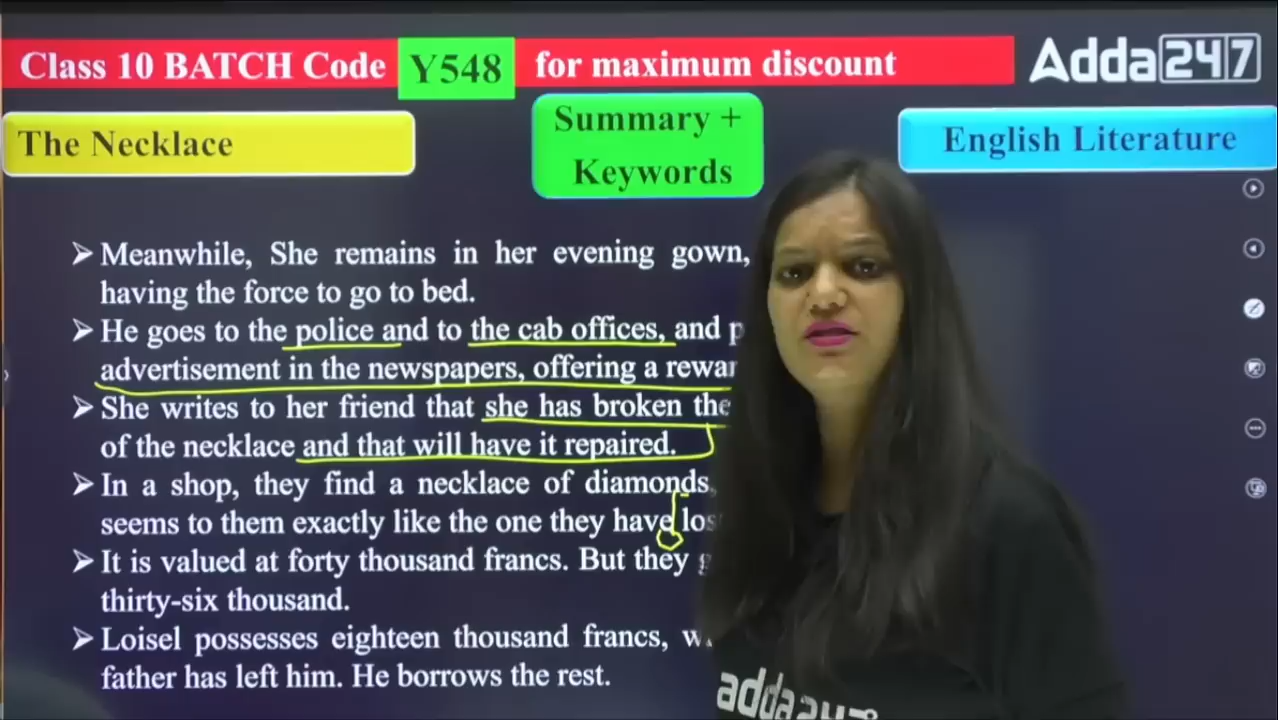 Class 10 BATCH Code Y548 for maximum discount
Adda247
The Necklace
Summary +
Keywords
English Literature
➢ Meanwhile, She remains in her evening gown,
having the force to go to bed.
➢ He goes to the police and to the cab offices, and
advertisement in the newspapers, offering a
➢ She writes to her friend that she has broken the
of the necklace and that will have it repaired.
➢ In a shop, they find a necklace of diamonds,
seems to them exactly like the one they have
➢ It is valued at forty thousand francs. But they
thirty-six thousand.
➢ Loisel possesses eighteen thousand francs,
father has left him. He borrows the rest.
adda247